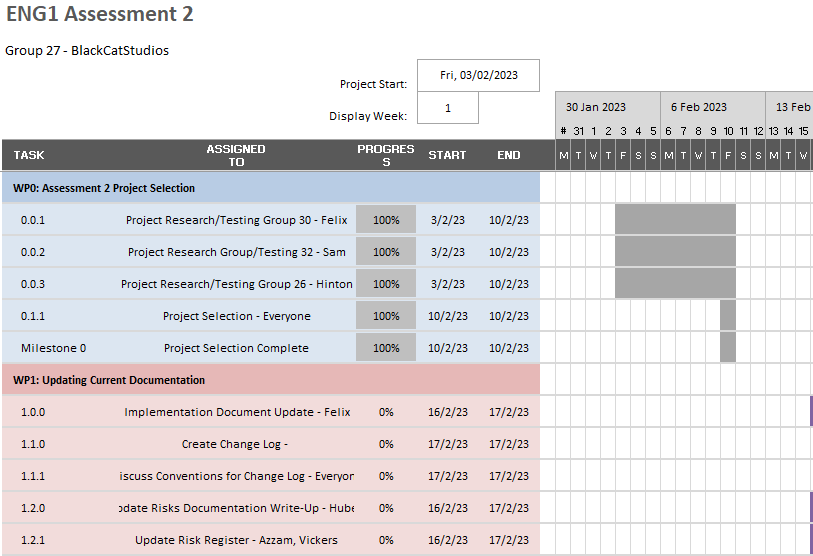 ENG1 Assessment 2
Group 27 - BlackCatStudios
Project Start: Fri, 03/02/2023
Display Week: 1
30 Jan 2023 6 Feb 2023 13 Feb
# 31 1 2 3 4 5 6 7 8 9 10 11 12 13 14 15
TASK ASSIGNED TO PROGRESS START END M T W T F S S M T W T F S S M T W
WP0: Assessment 2 Project Selection
0.0.1 Project Research/Testing Group 30 - Felix 100% 3/2/23 10/2/23
0.0.2 Project Research Group/Testing 32 - Sam 100% 3/2/23 10/2/23
0.0.3 Project Research/Testing Group 26 - Hinton 100% 3/2/23 10/2/23
0.1.1 Project Selection - Everyone 100% 10/2/23 10/2/23
Milestone 0 Project Selection Complete 100% 10/2/23 10/2/23
WP1: Updating Current Documentation
1.0.0 Implementation Document Update - Felix 0% 16/2/23 17/2/23
1.1.0 Create Change Log - 0% 17/2/23 17/2/23
1.1.1 iscuss Conventions for Change Log - Everyon 0% 17/2/23 17/2/23
1.2.0 pdate Risks Documentation Write-Up - Hube 0% 16/2/23 17/2/23
1.2.1 Update Risk Register - Azzam, Vickers 0% 16/2/23 17/2/23